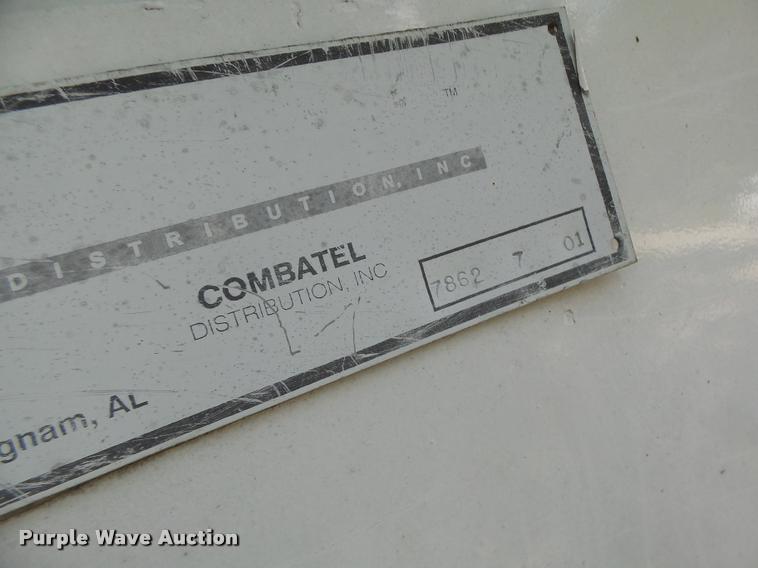 TM
DISTRIBUTION, INC
COMBATEL
DISTRIBUTION, INC
7862 7 01
gnam, AL
Purple Wave Auction